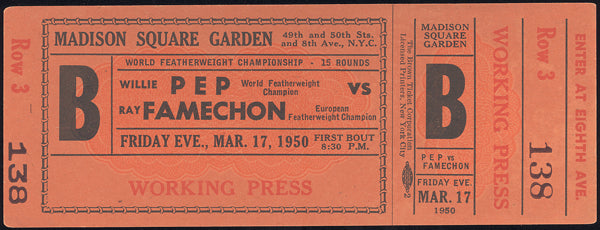 Row 3
138
MADISON SQUARE GARDEN
49th and 50th Sts.
and 8th Ave., N.Y.C.
B
WORLD FEATHERWEIGHT CHAMPIONSHIP - 15 ROUNDS
WILLIE PEP World Featherweight Champion VS
RAY FAMECHON European Featherweight Champion
FRIDAY EVE., MAR. 17, 1950
FIRST BOUT
8:30 P.M.
WORKING PRESS
The Brown Ticket Corporation
Licensed Printers, New York City
2
MADISON
SQUARE
GARDEN
B
PEP vs
FAMECHON
FRIDAY EVE.
MAR. 17
1950
WORKING PRESS
Row 3
138
ENTER AT EIGHTH AVE.